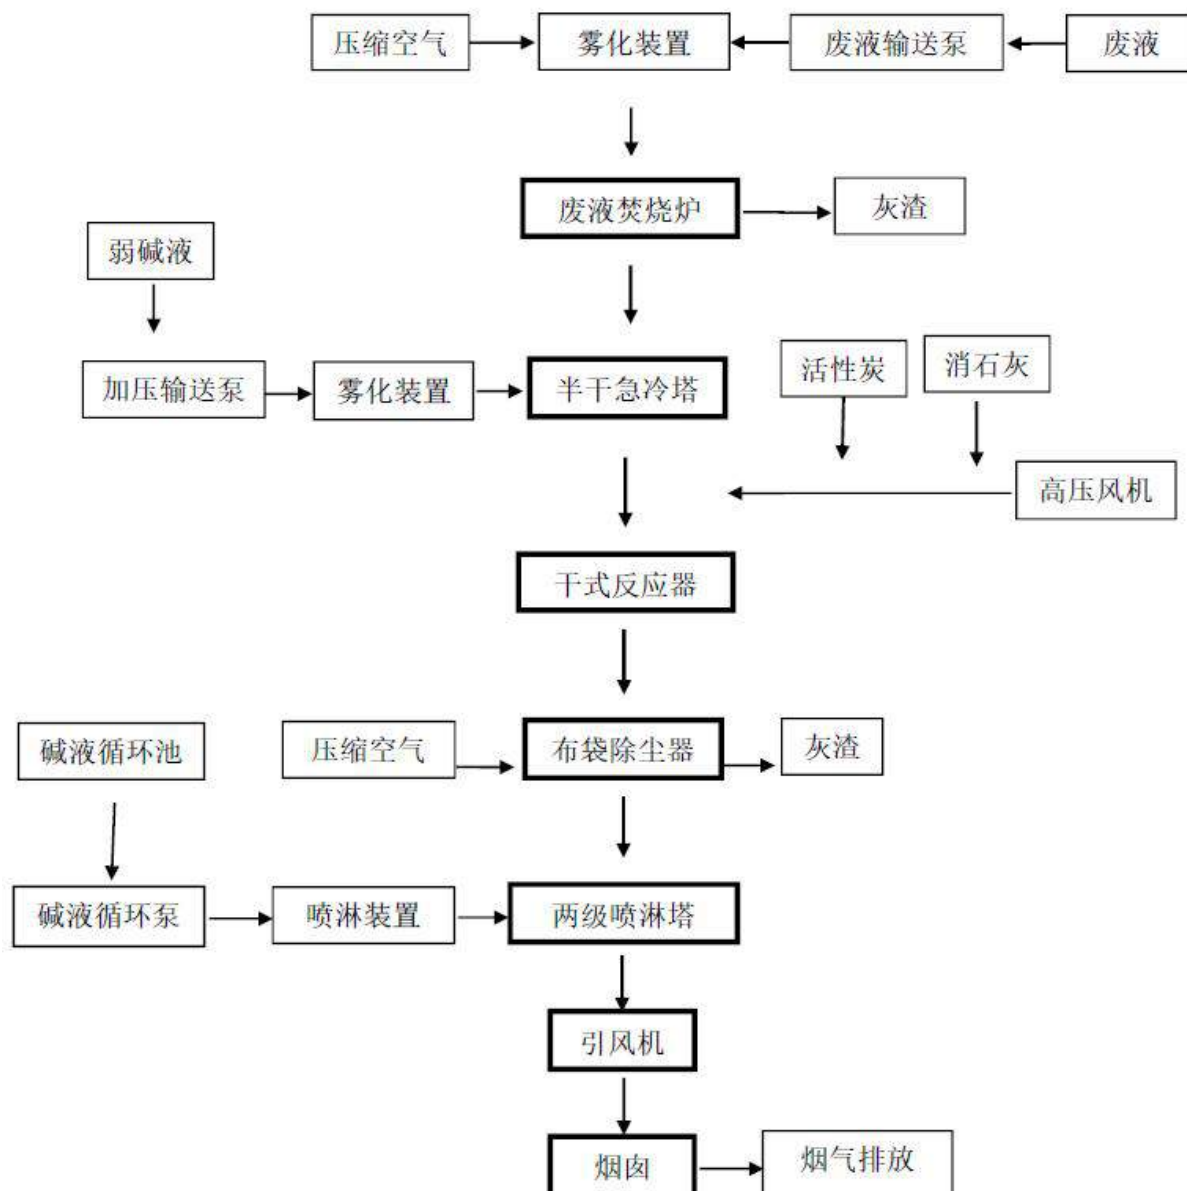 压缩空气
雾化装置
废液输送泵
废液
废液焚烧炉
灰渣
弱碱液
加压输送泵
雾化装置
半干急冷塔
活性炭
消石灰
高压风机
干式反应器
碱液循环池
压缩空气
布袋除尘器
灰渣
碱液循环泵
喷淋装置
两级喷淋塔
引风机
烟囱
烟气排放